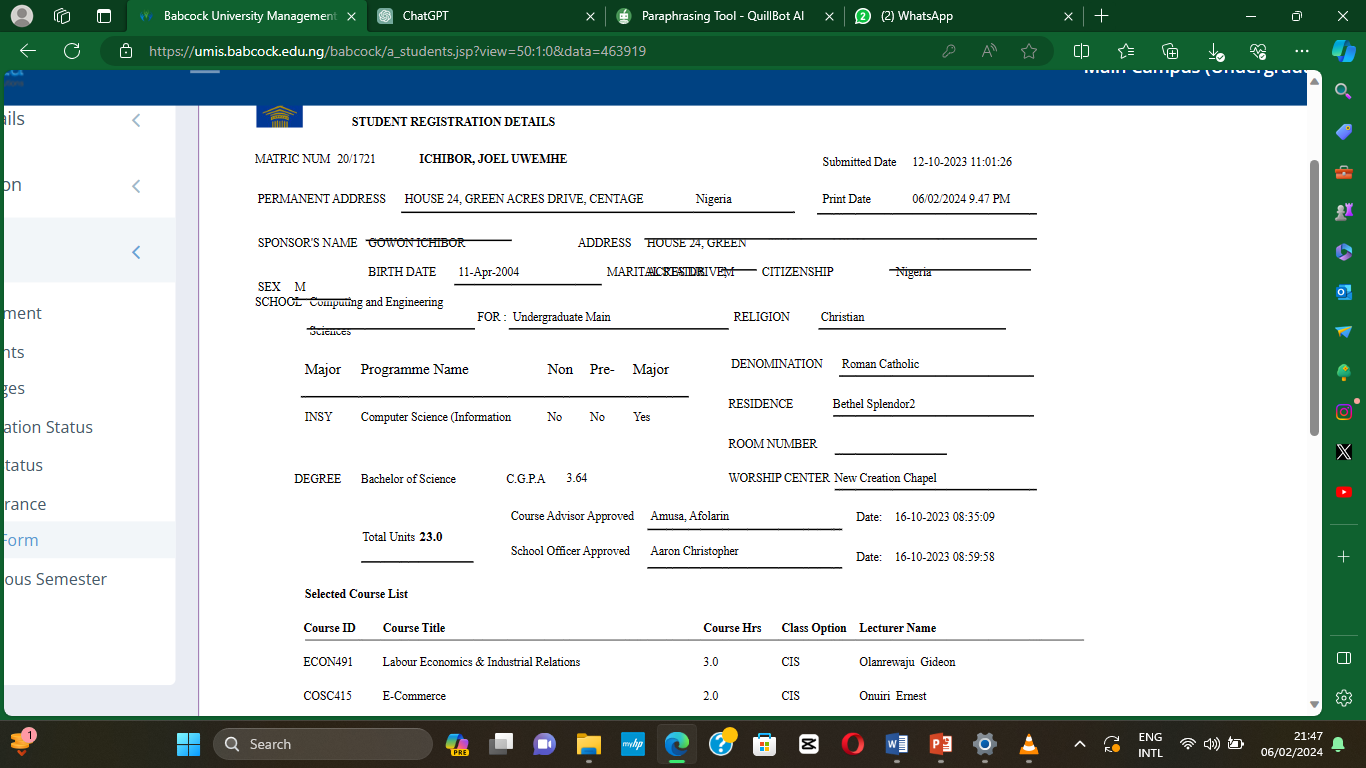 Babcock University Management
ChatGPT
Paraphrasing Tool - QuillBot AI
(2) WhatsApp
https://umis.babcock.edu.ng/babcock/a_students.jsp?view=50:1:0&data=463919
Main Campus (Undergradu
ails
on
ment
nts
ges
ation Status
tatus
rance
Form
ous Semester
STUDENT REGISTRATION DETAILS
MATRIC NUM 20/1721 ICHIBOR, JOEL UWEMHE Submitted Date 12-10-2023 11:01:26
PERMANENT ADDRESS HOUSE 24, GREEN ACRES DRIVE, CENTAGE Nigeria Print Date 06/02/2024 9.47 PM
SPONSOR'S NAME GOWON ICHIBOR ADDRESS HOUSE 24, GREEN
BIRTH DATE 11-Apr-2004 MARITAL CITIZENSHIP Nigeria
SEX M
SCHOOL Computing and Engineering
Sciences
FOR : Undergraduate Main RELIGION Christian
Major Programme Name Non Pre- Major
DENOMINATION Roman Catholic
INSY Computer Science (Information No No Yes
RESIDENCE Bethel Splendor2
ROOM NUMBER
DEGREE Bachelor of Science C.G.P.A 3.64 WORSHIP CENTER New Creation Chapel
Course Advisor Approved Amusa, Afolarin Date: 16-10-2023 08:35:09
Total Units 23.0
School Officer Approved Aaron Christopher Date: 16-10-2023 08:59:58
Selected Course List
Course ID Course Title Course Hrs Class Option Lecturer Name
ECON491 Labour Economics & Industrial Relations 3.0 CIS Olanrewaju Gideon
COSC415 E-Commerce 2.0 CIS Onuiri Ernest
1
Search
PRE
myhp
ENG
INTL
21:47
06/02/2024